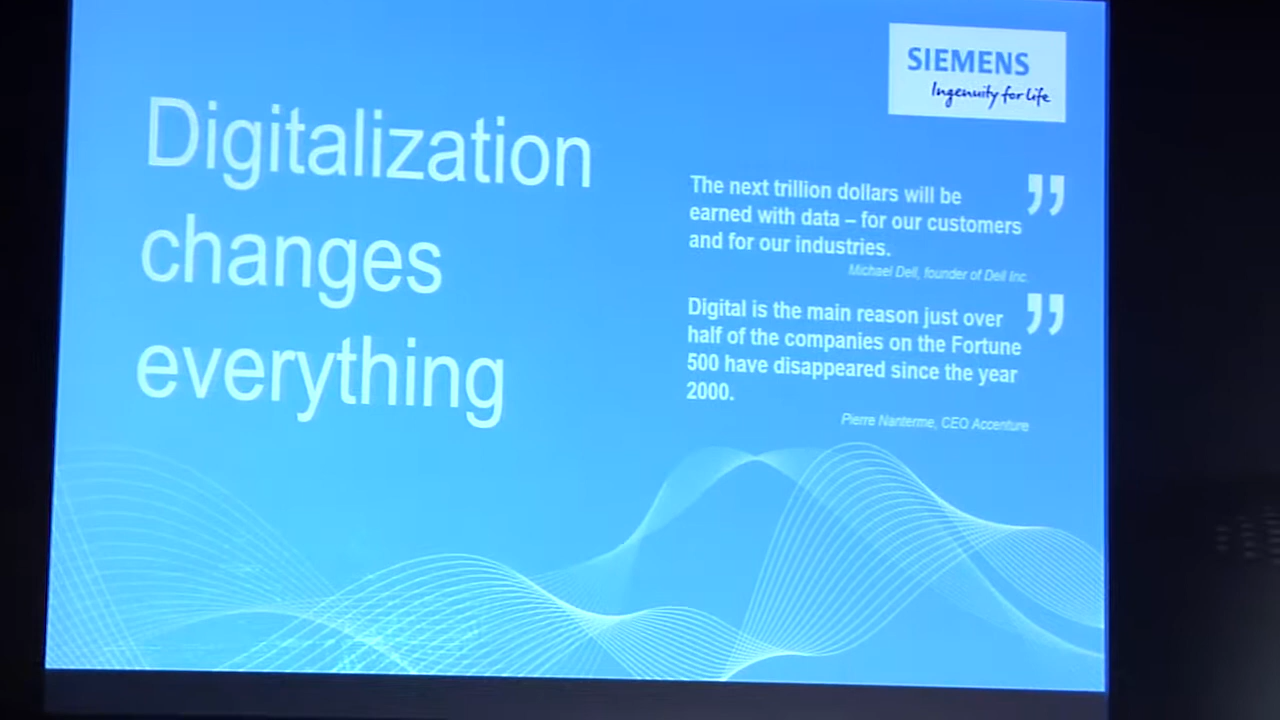 SIEMENS
Ingenuity for life
Digitalization
changes
everything
The next trillion dollars will be
earned with data – for our customers
and for our industries.
”
Michael Dell, founder of Dell Inc.
Digital is the main reason just over
half of the companies on the Fortune
500 have disappeared since the year
2000.
”
Pierre Nanterme, CEO Accenture